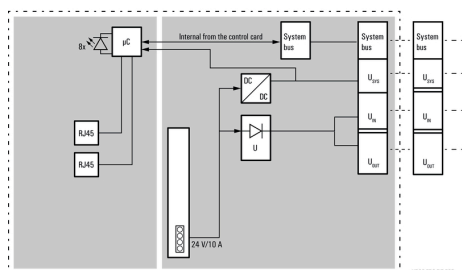 8x
µC
Internal from the control card
System
bus
System
bus
System
bus
DC
DC
U_SYS
U_SYS
RJ45
RJ45
U
U_IN
U_IN
U_OUT
U_OUT
24 V/10 A